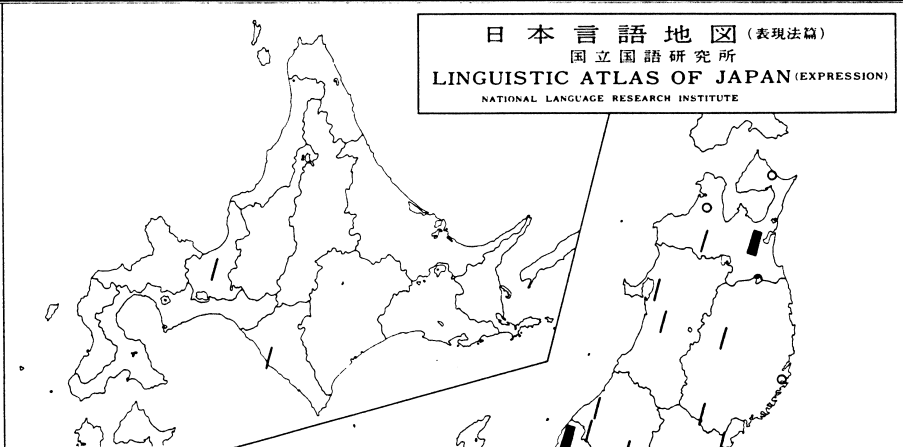 日本言語地図(表現法篇)
国立国語研究所
LINGUISTIC ATLAS OF JAPAN (EXPRESSION)
NATIONAL LANGUAGE RESEARCH INSTITUTE